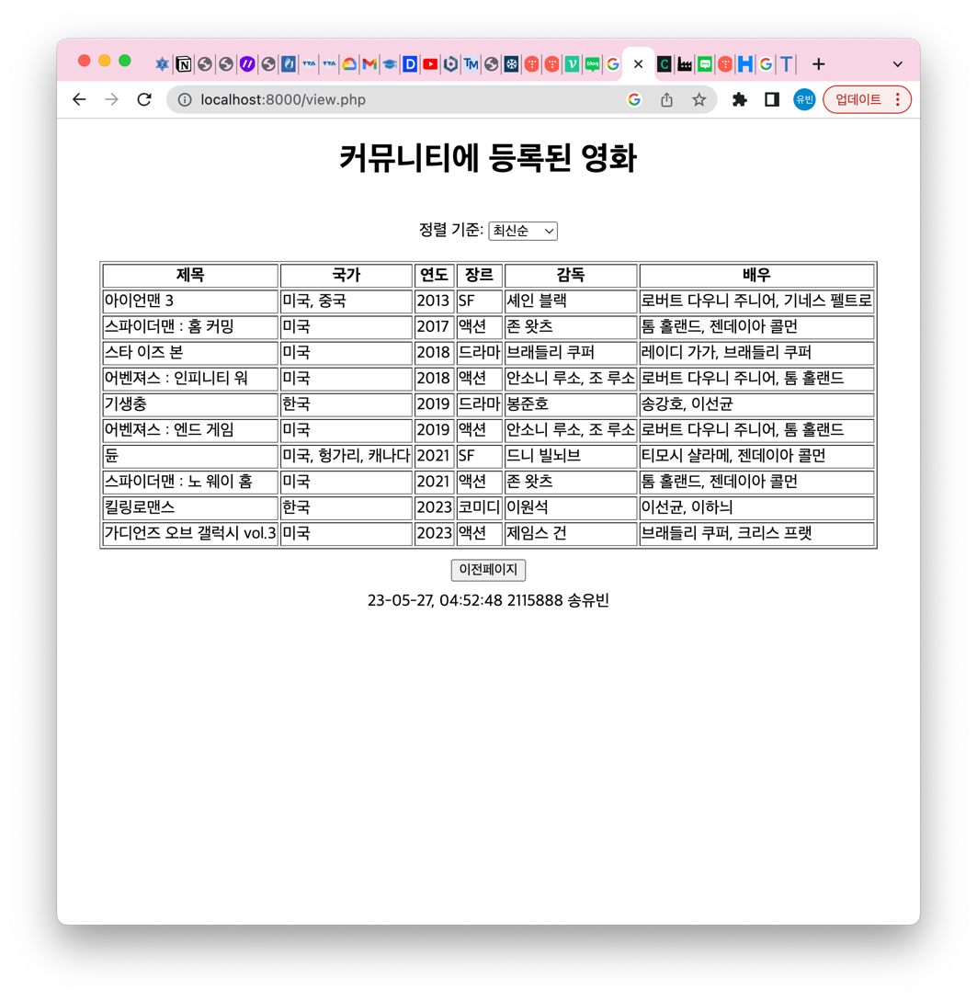 localhost:8000/view.php
유빈
업데이트
커뮤니티에 등록된 영화
정렬 기준: 최신순
제목 국가 연도 장르 감독 배우
아이언맨 3 미국, 중국 2013 SF 셰인 블랙 로버트 다우니 주니어, 기네스 펠트로
스파이더맨 : 홈 커밍 미국 2017 액션 존 왓츠 톰 홀랜드, 젠데이아 콜먼
스타 이즈 본 미국 2018 드라마 브래들리 쿠퍼 레이디 가가, 브래들리 쿠퍼
어벤져스 : 인피니티 워 미국 2018 액션 안소니 루소, 조 루소 로버트 다우니 주니어, 톰 홀랜드
기생충 한국 2019 드라마 봉준호 송강호, 이선균
어벤져스 : 엔드 게임 미국 2019 액션 안소니 루소, 조 루소 로버트 다우니 주니어, 톰 홀랜드
듄 미국, 헝가리, 캐나다 2021 SF 드니 빌뇌브 티모시 샬라메, 젠데이아 콜먼
스파이더맨 : 노 웨이 홈 미국 2021 액션 존 왓츠 톰 홀랜드, 젠데이아 콜먼
킬링로맨스 한국 2023 코미디 이원석 이선균, 이하늬
가디언즈 오브 갤럭시 vol.3 미국 2023 액션 제임스 건 브래들리 쿠퍼, 크리스 프랫
이전페이지
23-05-27, 04:52:48 2115888 송유빈